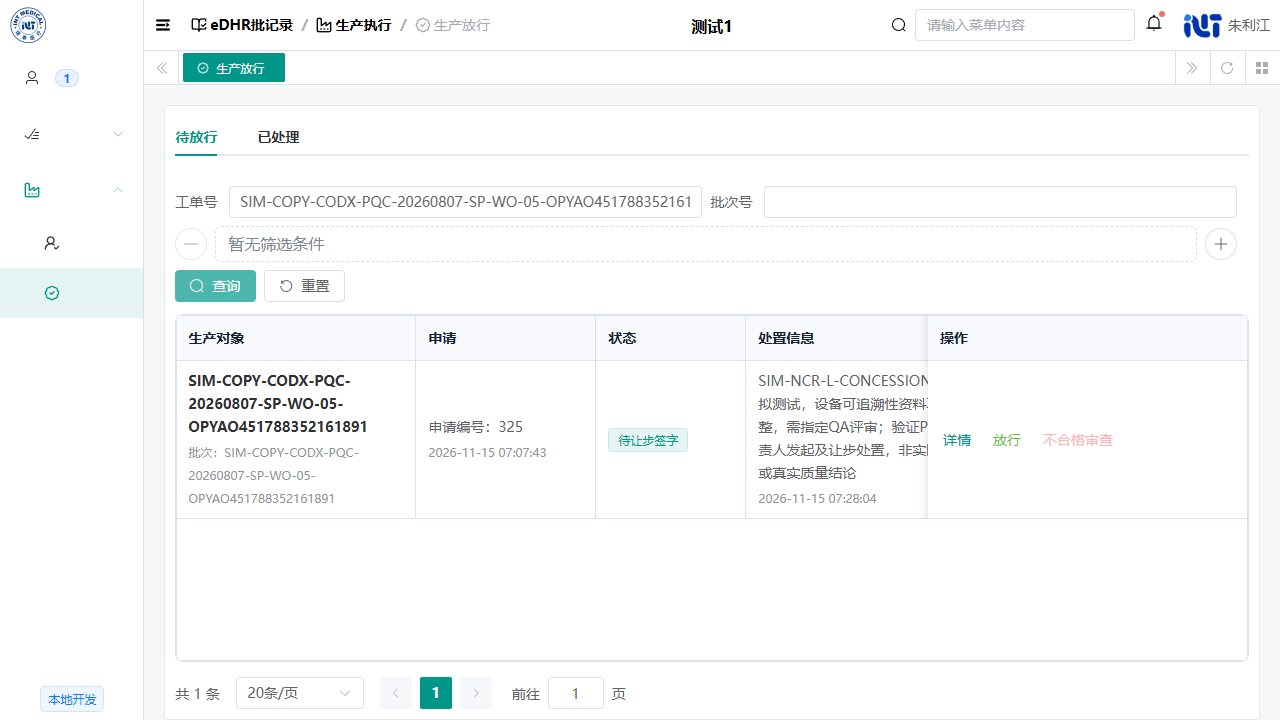 eDHR批记录 / 生产执行 / 生产放行
测试1
请输入菜单内容
朱利江
1
生产放行
待放行
已处理
工单号
SIM-COPY-CODX-PQC-20260807-SP-WO-05-OPYAO451788352161
批次号
暂无筛选条件
查询
重置
生产对象
申请
状态
处置信息
操作
SIM-COPY-CODX-PQC-
20260807-SP-WO-05-
OPYAO451788352161891
批次：SIM-COPY-CODX-PQC-
20260807-SP-WO-05-
OPYAO451788352161891
申请编号：325
2026-11-15 07:07:43
待让步签字
SIM-NCR-L-CONCESSION
拟测试，设备可追溯性资料
整，需指定QA评审；验证P
责人发起及让步处置，非实
或真实质量结论
2026-11-15 07:28:04
详情
放行
不合格审查
共 1 条
20条/页
1
前往
1
页
本地开发